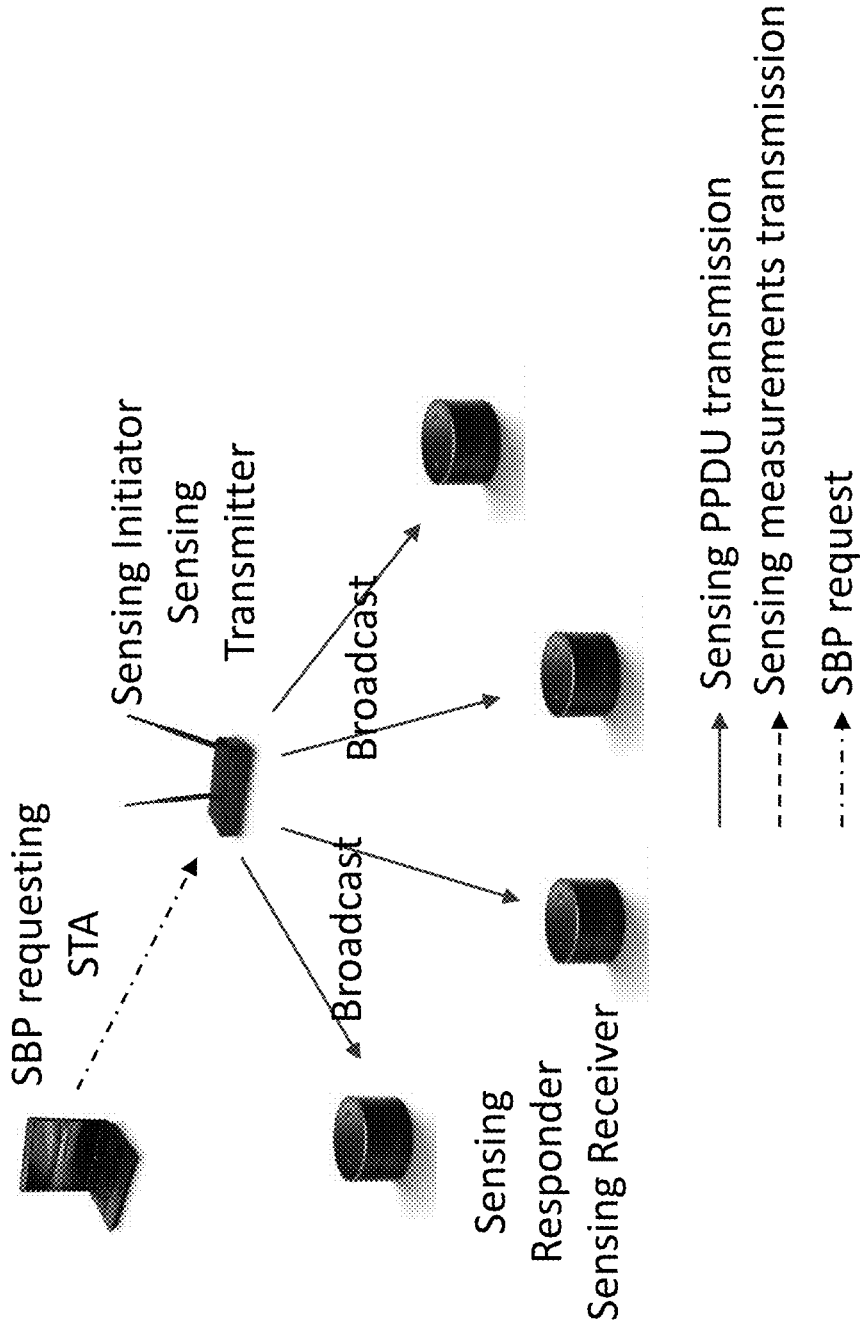 SBP requesting
STA
Sensing Initiator
Sensing
Transmitter
Broadcast
Broadcast
Sensing
Responder
Sensing Receiver
Sensing PPDU transmission
Sensing measurements transmission
SBP request